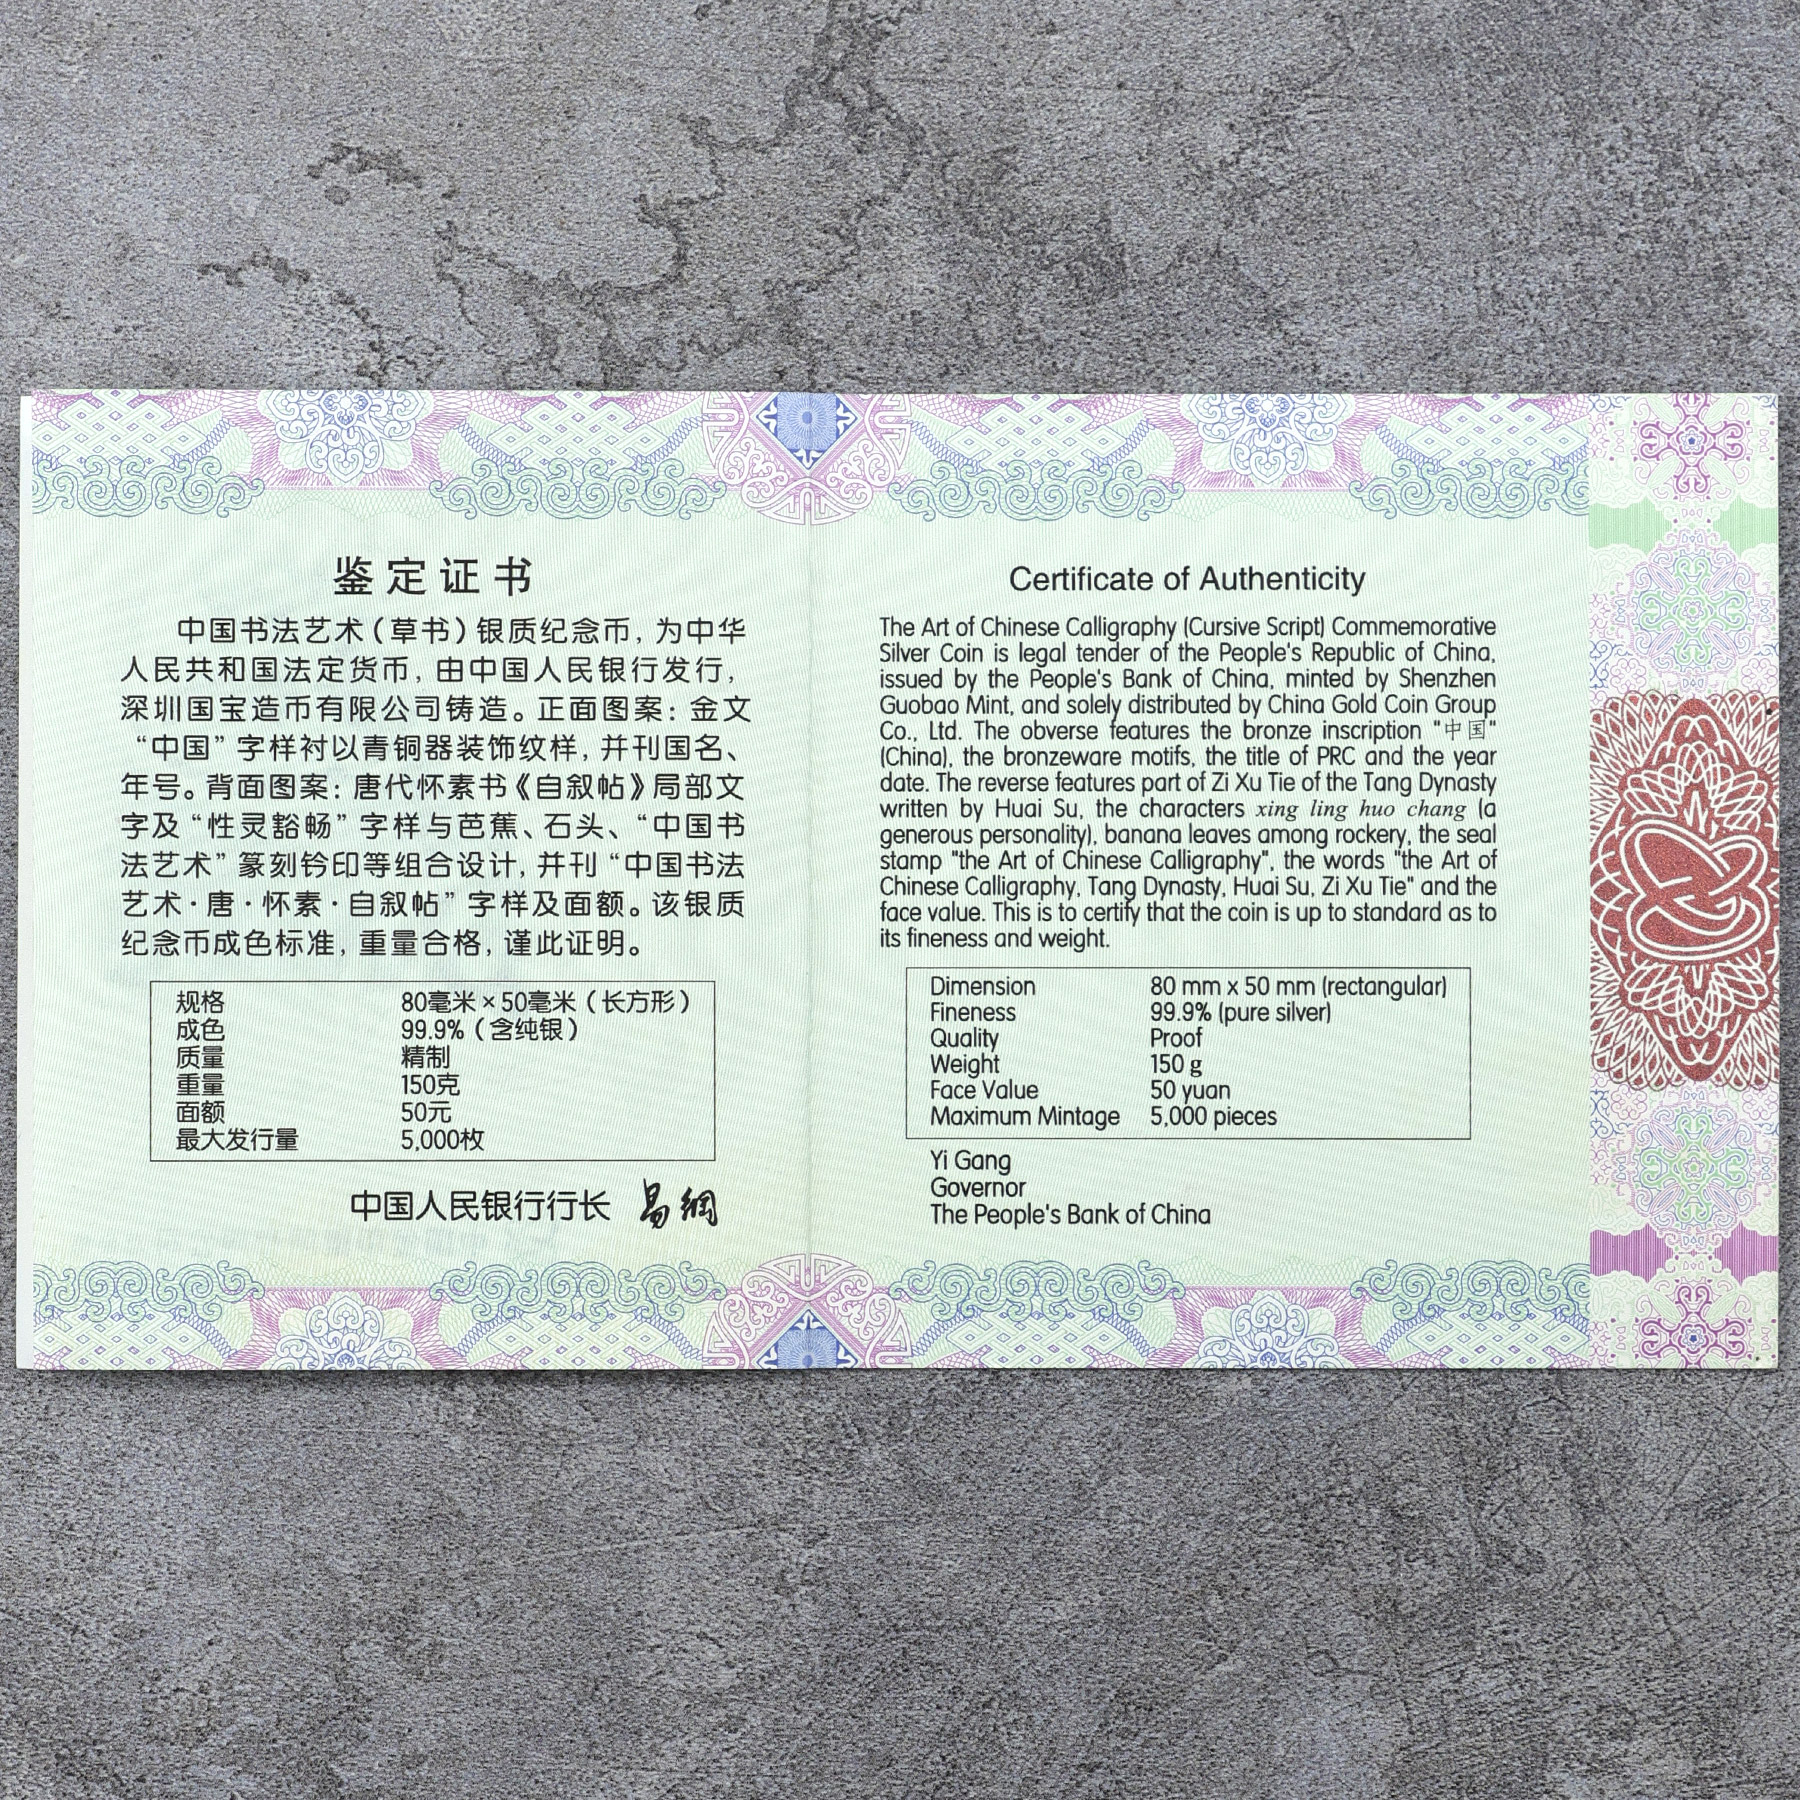 鉴定证书
中国书法艺术（草书）银质纪念币，为中华
人民共和国法定货币，由中国人民银行发行，
深圳国宝造币有限公司铸造。正面图案：金文
“中国”字样衬以青铜器装饰纹样，并刊国名、
年号。背面图案：唐代怀素书《自叙帖》局部文
字及“性灵豁畅”字样与芭蕉、石头、“中国书
法艺术”篆刻钤印等组合设计，并刊“中国书法
艺术·唐·怀素·自叙帖”字样及面额。该银质
纪念币成色标准，重量合格，谨此证明。
规格 80毫米×50毫米（长方形）
成色 99.9%（含纯银）
质量 精制
重量 150克
面额 50元
最大发行量 5,000枚
中国人民银行行长 易纲
Certificate of Authenticity
The Art of Chinese Calligraphy (Cursive Script) Commemorative
Silver Coin is legal tender of the People's Republic of China,
issued by the People's Bank of China, minted by Shenzhen
Guobao Mint, and solely distributed by China Gold Coin Group
Co., Ltd. The obverse features the bronze inscription "中国"
(China), the bronzeware motifs, the title of PRC and the year
date. The reverse features part of Zi Xu Tie of the Tang Dynasty
written by Huai Su, the characters xing ling huo chang (a
generous personality), banana leaves among rockery, the seal
stamp "the Art of Chinese Calligraphy", the words "the Art of
Chinese Calligraphy, Tang Dynasty, Huai Su, Zi Xu Tie" and the
face value. This is to certify that the coin is up to standard as to
its fineness and weight.
Dimension 80 mm x 50 mm (rectangular)
Fineness 99.9% (pure silver)
Quality Proof
Weight 150 g
Face Value 50 yuan
Maximum Mintage 5,000 pieces
Yi Gang
Governor
The People's Bank of China